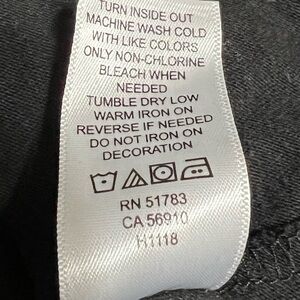 TURN INSIDE OUT
MACHINE WASH COLD
WITH LIKE COLORS
ONLY NON-CHLORINE
BLEACH WHEN
NEEDED
TUMBLE DRY LOW
WARM IRON ON
REVERSE IF NEEDED
DO NOT IRON ON
DECORATION
RN 51783
CA 56910
H1118